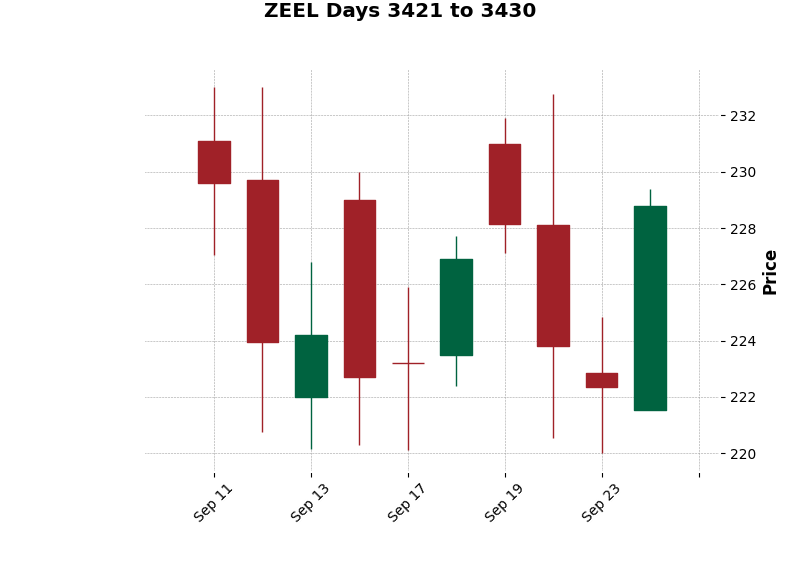 ZEEL Days 3421 to 3430
232
230
228
226
224
222
220
Price
Sep 11
Sep 13
Sep 17
Sep 19
Sep 23